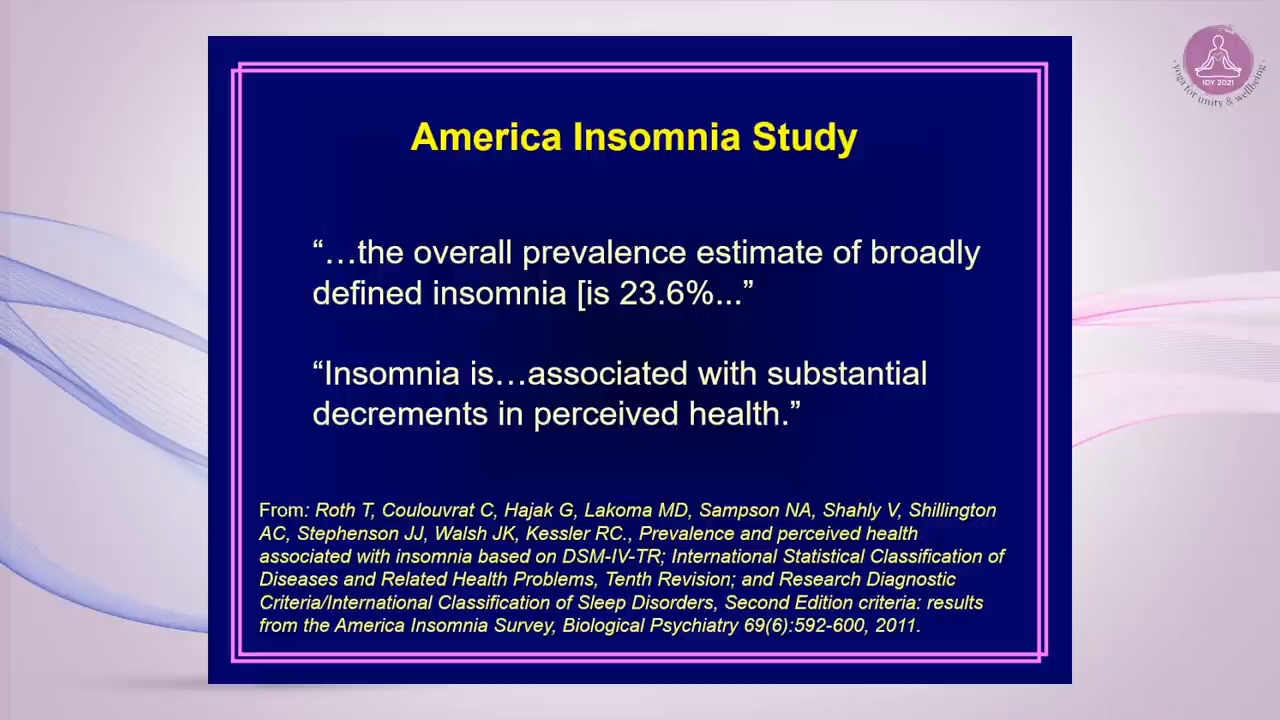 America Insomnia Study
“…the overall prevalence estimate of broadly
defined insomnia [is 23.6%...”
“Insomnia is…associated with substantial
decrements in perceived health.”
From: Roth T, Coulouvrat C, Hajak G, Lakoma MD, Sampson NA, Shahly V, Shillington
AC, Stephenson JJ, Walsh JK, Kessler RC., Prevalence and perceived health
associated with insomnia based on DSM-IV-TR; International Statistical Classification of
Diseases and Related Health Problems, Tenth Revision; and Research Diagnostic
Criteria/International Classification of Sleep Disorders, Second Edition criteria: results
from the America Insomnia Survey, Biological Psychiatry 69(6):592-600, 2011.
IDY 2021
· yoga for unity & wellbeing ·